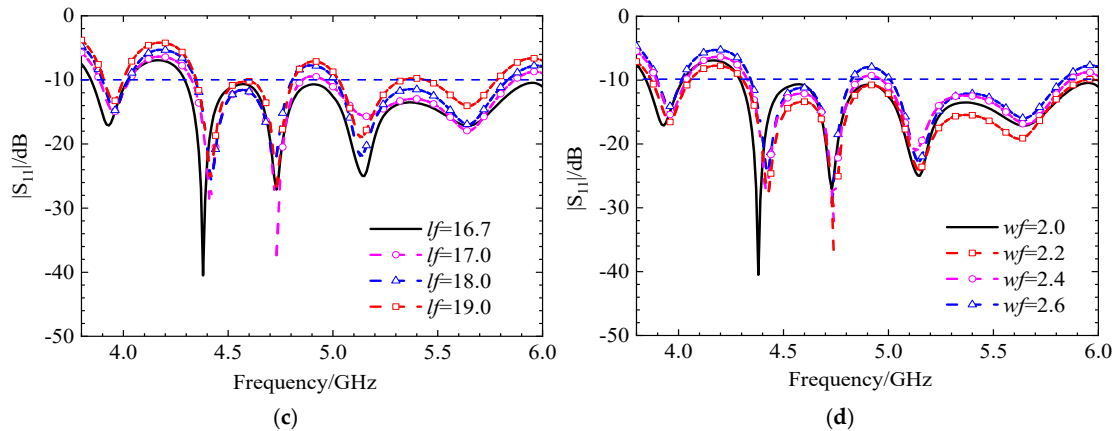 0
-10
-20
-30
-40
-50
|S11|/dB
4.0 4.5 5.0 5.5 6.0
Frequency/GHz
lf=16.7
lf=17.0
lf=18.0
lf=19.0
(c)
0
-10
-20
-30
-40
-50
|S11|/dB
4.0 4.5 5.0 5.5 6.0
Frequency/GHz
wf=2.0
wf=2.2
wf=2.4
wf=2.6
(d)